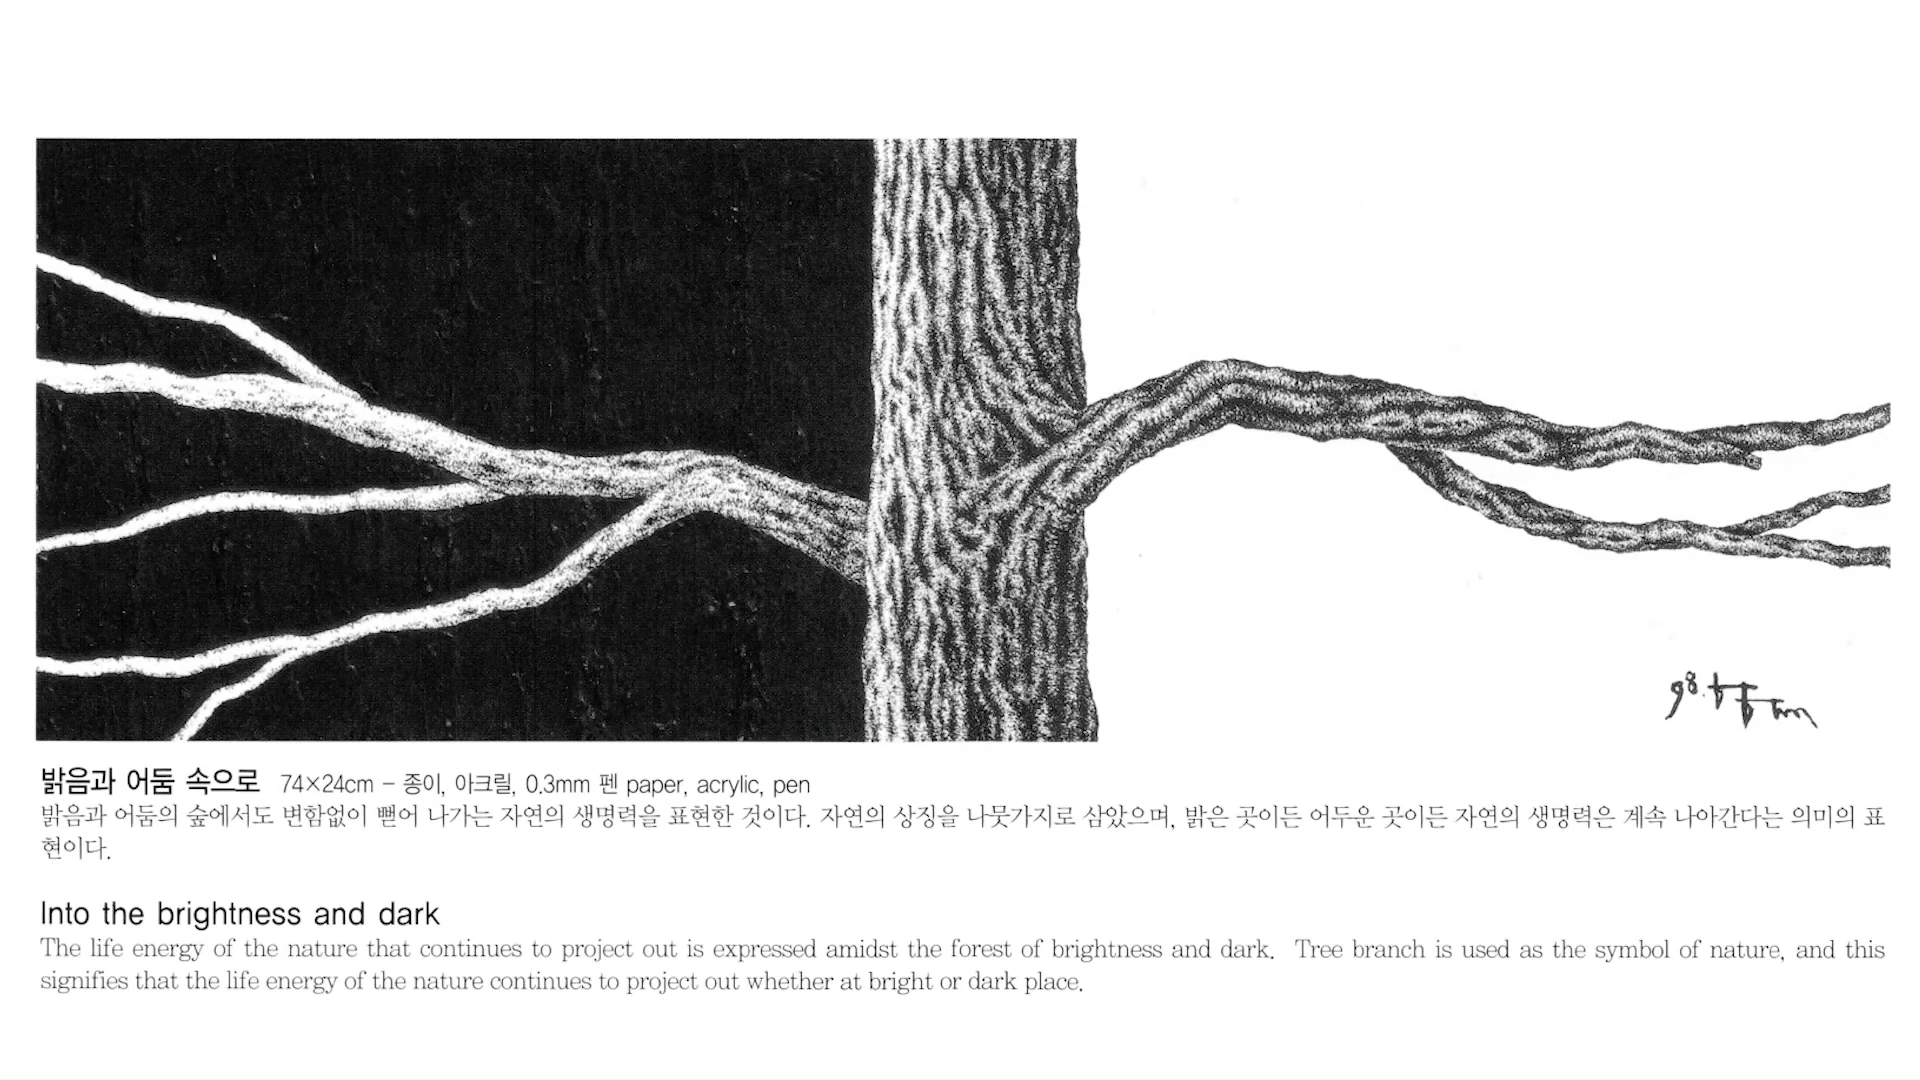 98.
밝음과 어둠 속으로 74×24cm – 종이, 아크릴, 0.3mm 펜 paper, acrylic, pen
밝음과 어둠의 숲에서도 변함없이 뻗어 나가는 자연의 생명력을 표현한 것이다. 자연의 상징을 나뭇가지로 삼았으며, 밝은 곳이든 어두운 곳이든 자연의 생명력은 계속 나아간다는 의미의 표
현이다.
Into the brightness and dark
The life energy of the nature that continues to project out is expressed amidst the forest of brightness and dark. Tree branch is used as the symbol of nature, and this
signifies that the life energy of the nature continues to project out whether at bright or dark place.